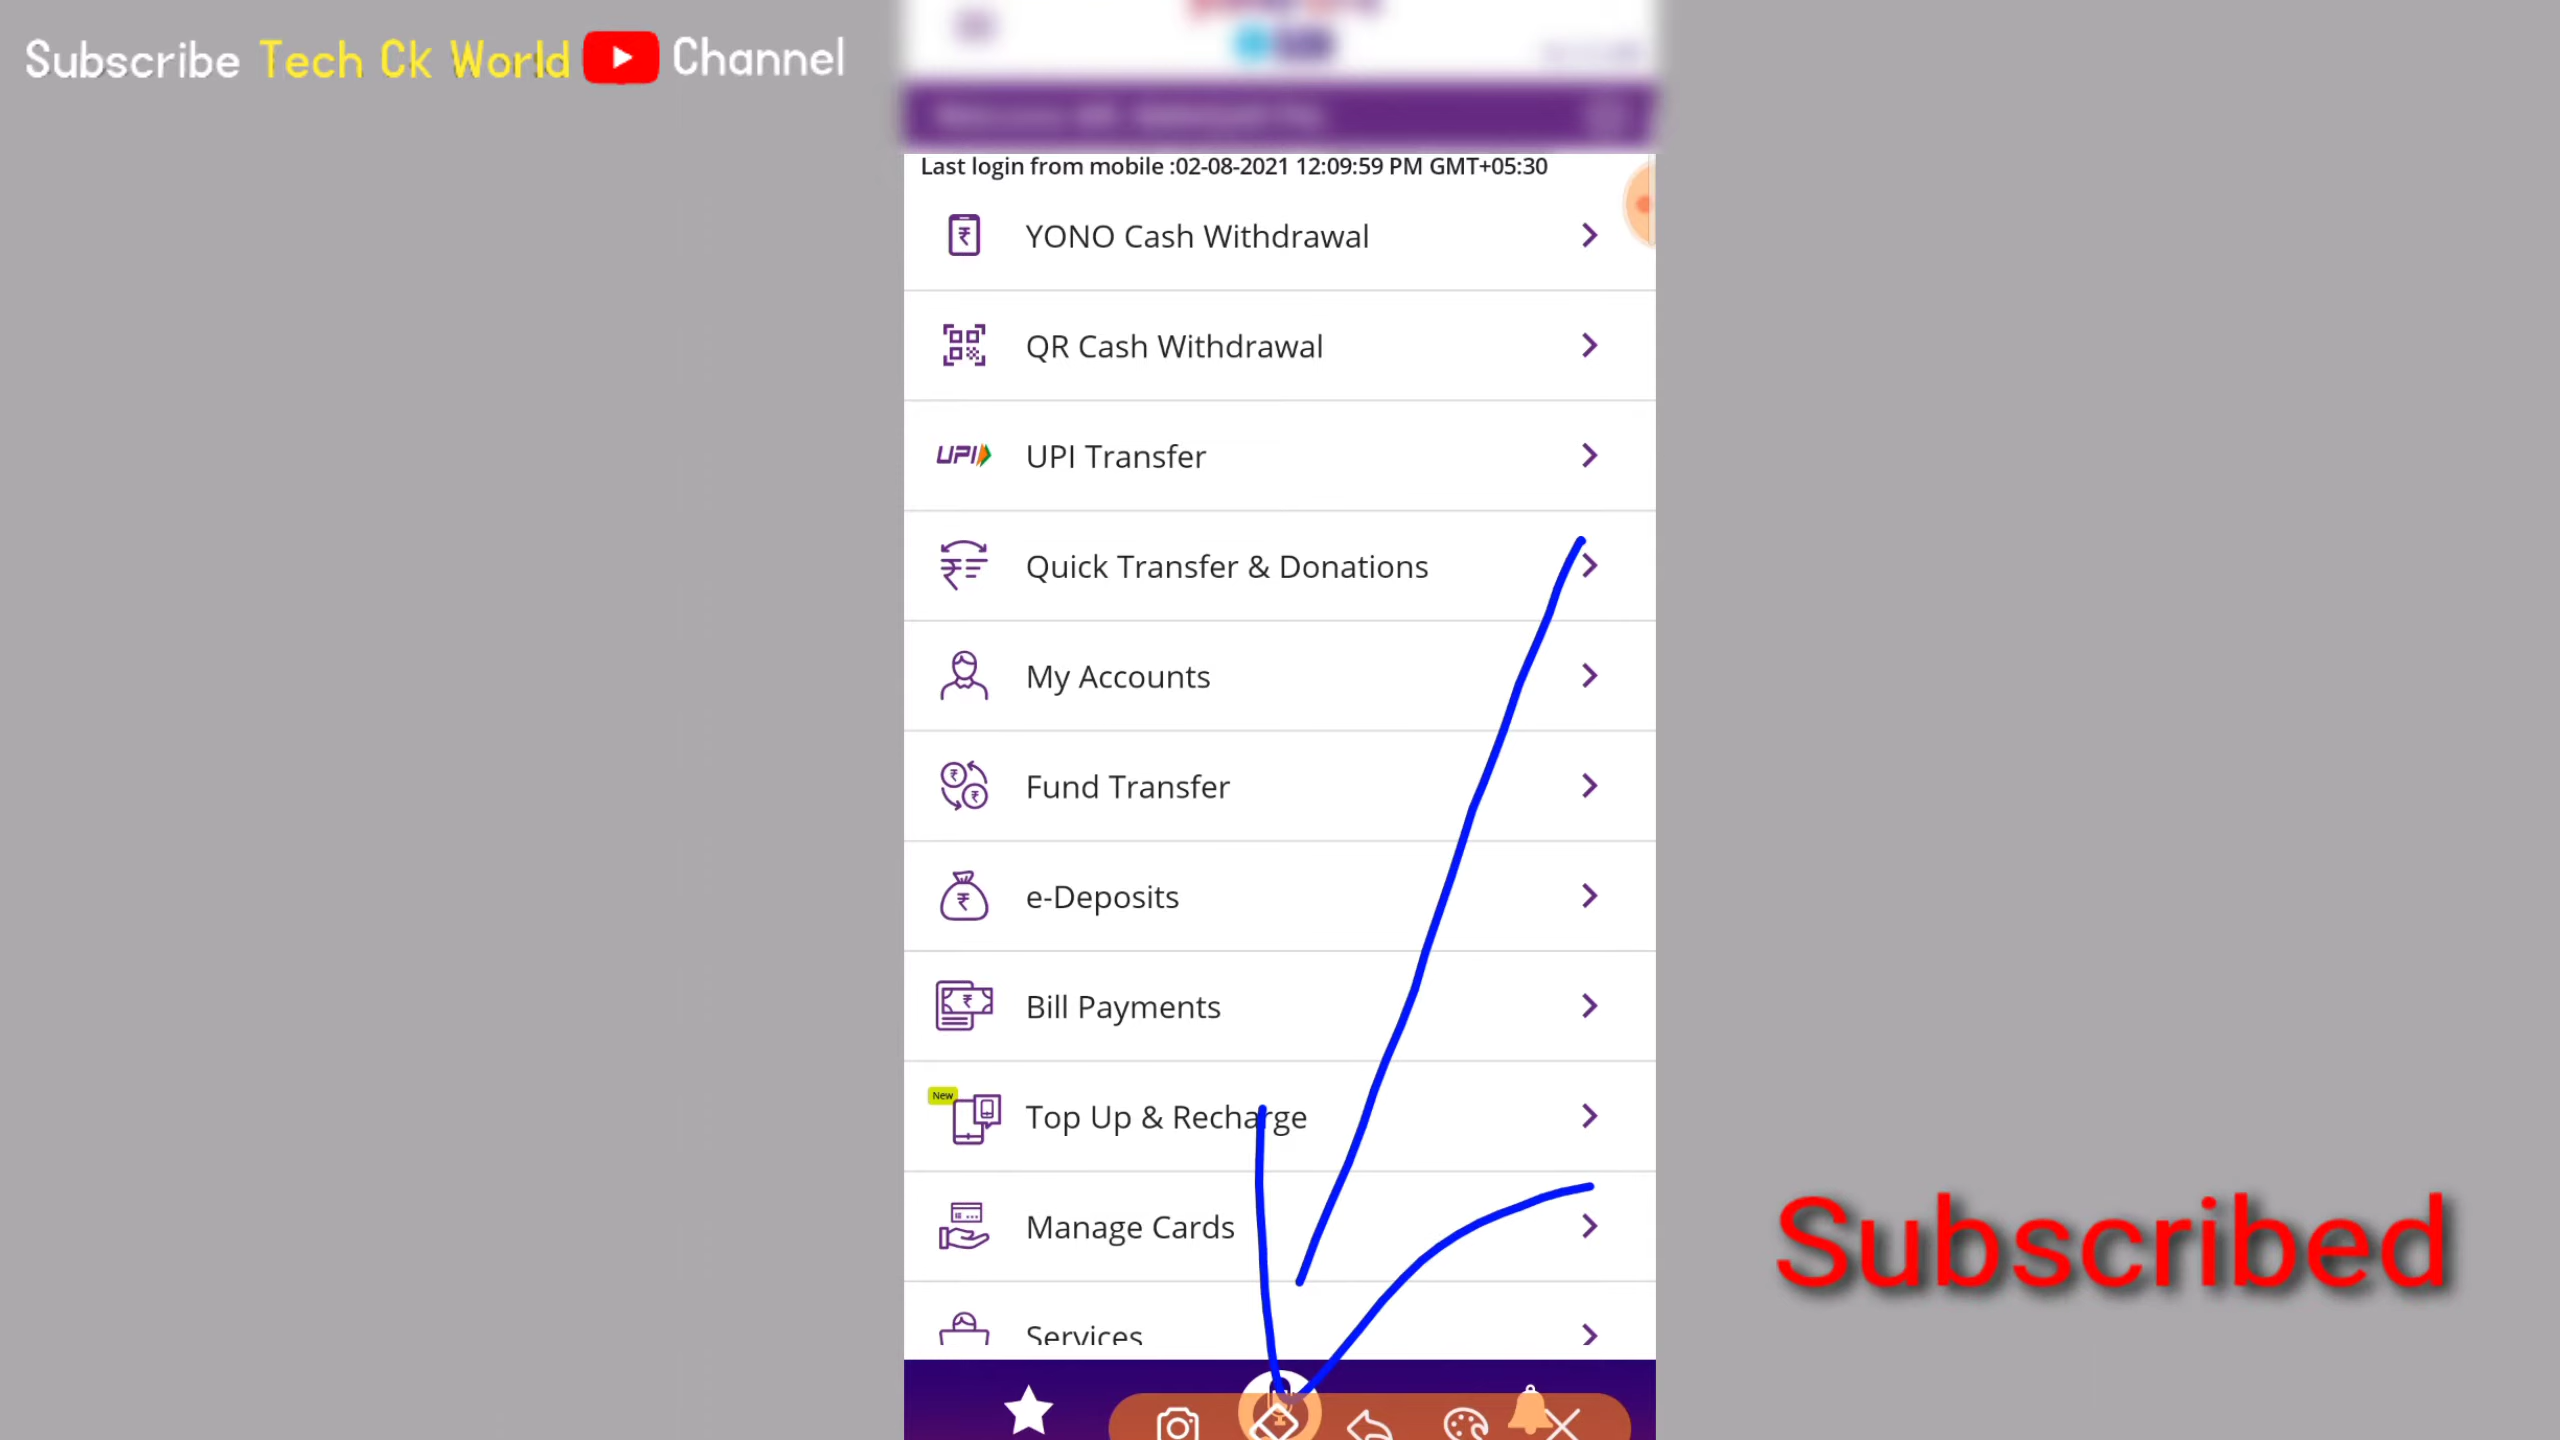 Subscribe Tech Ck World Channel
Last login from mobile :02-08-2021 12:09:59 PM GMT+05:30
YONO Cash Withdrawal
QR Cash Withdrawal
UPI UPI Transfer
Quick Transfer & Donations
My Accounts
Fund Transfer
e-Deposits
Bill Payments
New
Top Up & Recharge
Manage Cards
Services
Subscribed